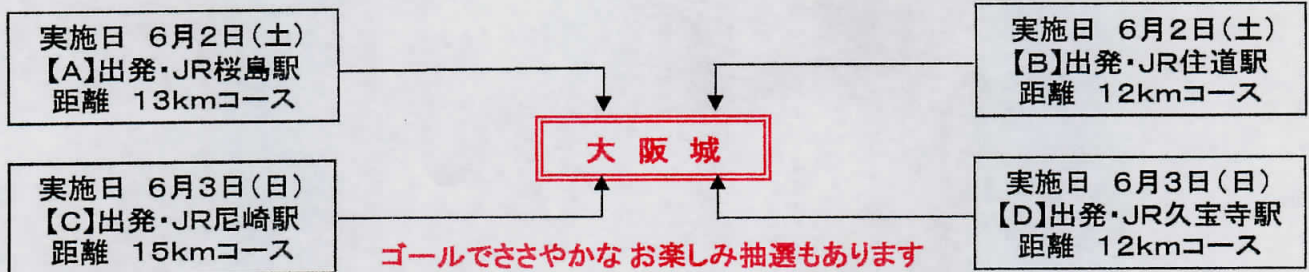 実施日 6月2日(土)
【A】出発・JR桜島駅
距離 13kmコース
実施日 6月2日(土)
【B】出発・JR住道駅
距離 12kmコース
大阪城
実施日 6月3日(日)
【C】出発・JR尼崎駅
距離 15kmコース
実施日 6月3日(日)
【D】出発・JR久宝寺駅
距離 12kmコース
ゴールでささやかな お楽しみ抽選もあります